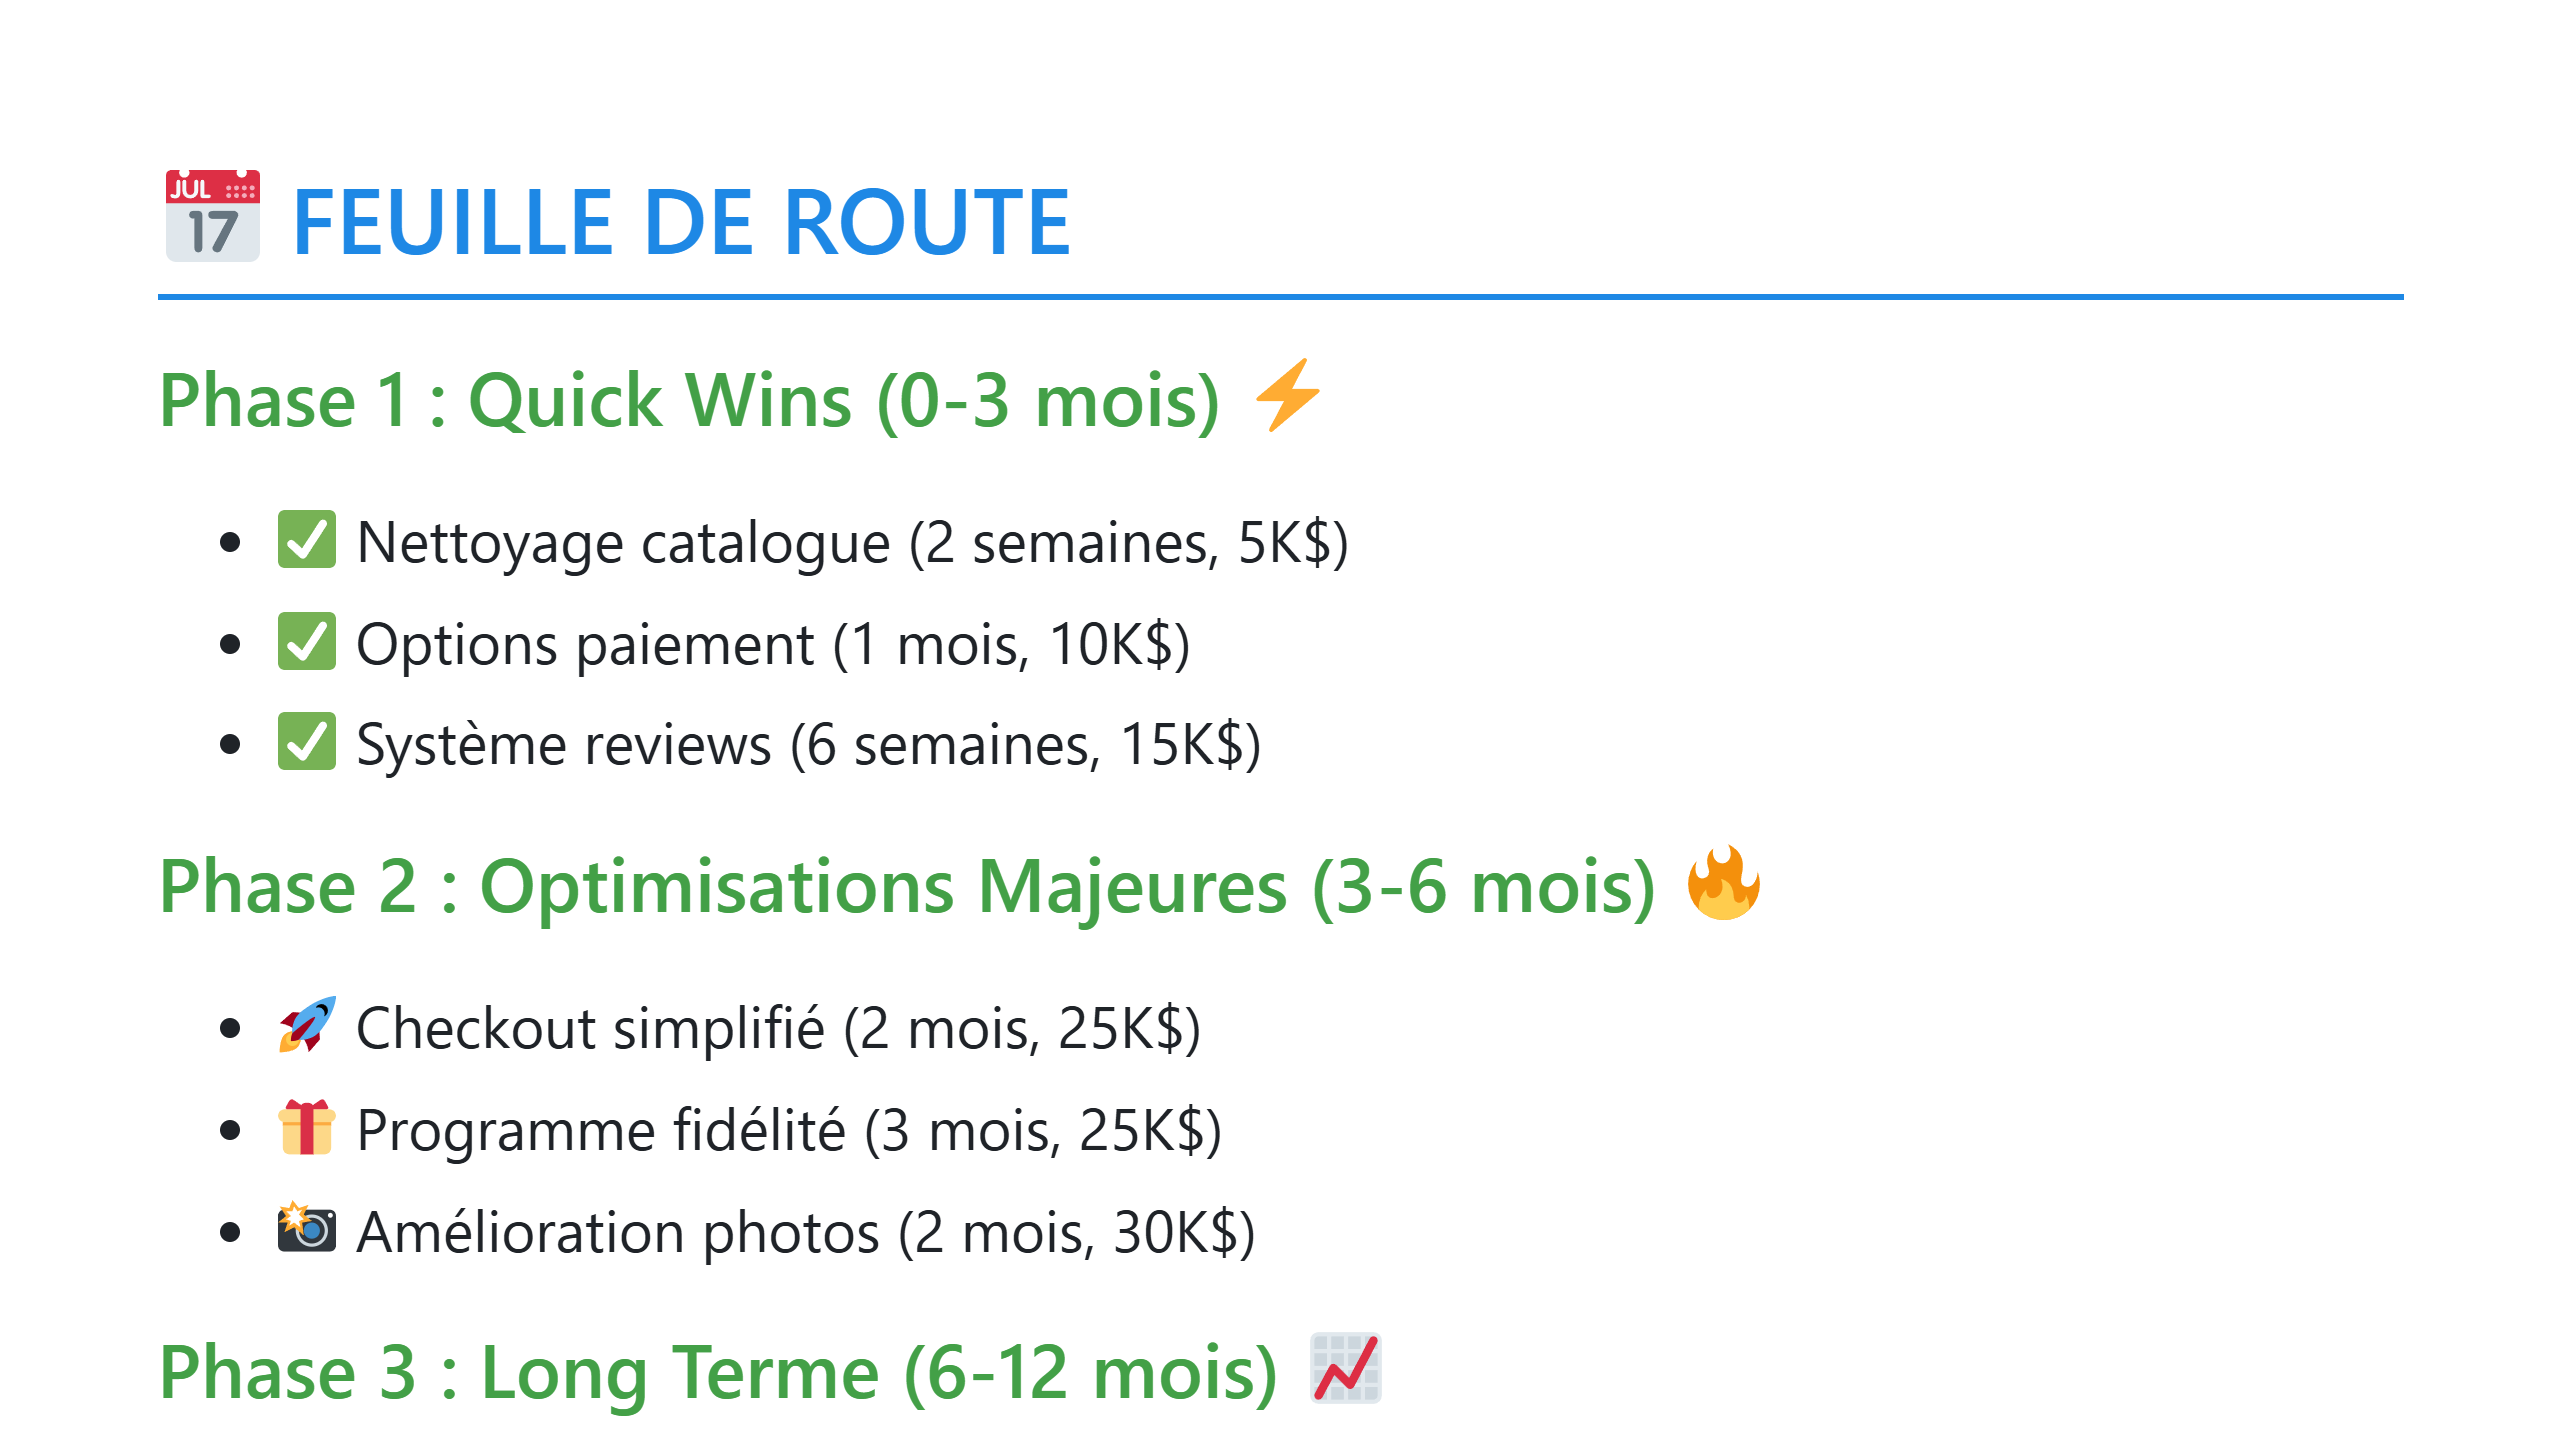 JUL
17
FEUILLE DE ROUTE
Phase 1 : Quick Wins (0-3 mois) ⚡
• ✅ Nettoyage catalogue (2 semaines, 5K$)
• ✅ Options paiement (1 mois, 10K$)
• ✅ Système reviews (6 semaines, 15K$)
Phase 2 : Optimisations Majeures (3-6 mois) 🔥
• 🚀 Checkout simplifié (2 mois, 25K$)
• 🎁 Programme fidélité (3 mois, 25K$)
• 📸 Amélioration photos (2 mois, 30K$)
Phase 3 : Long Terme (6-12 mois) 📈